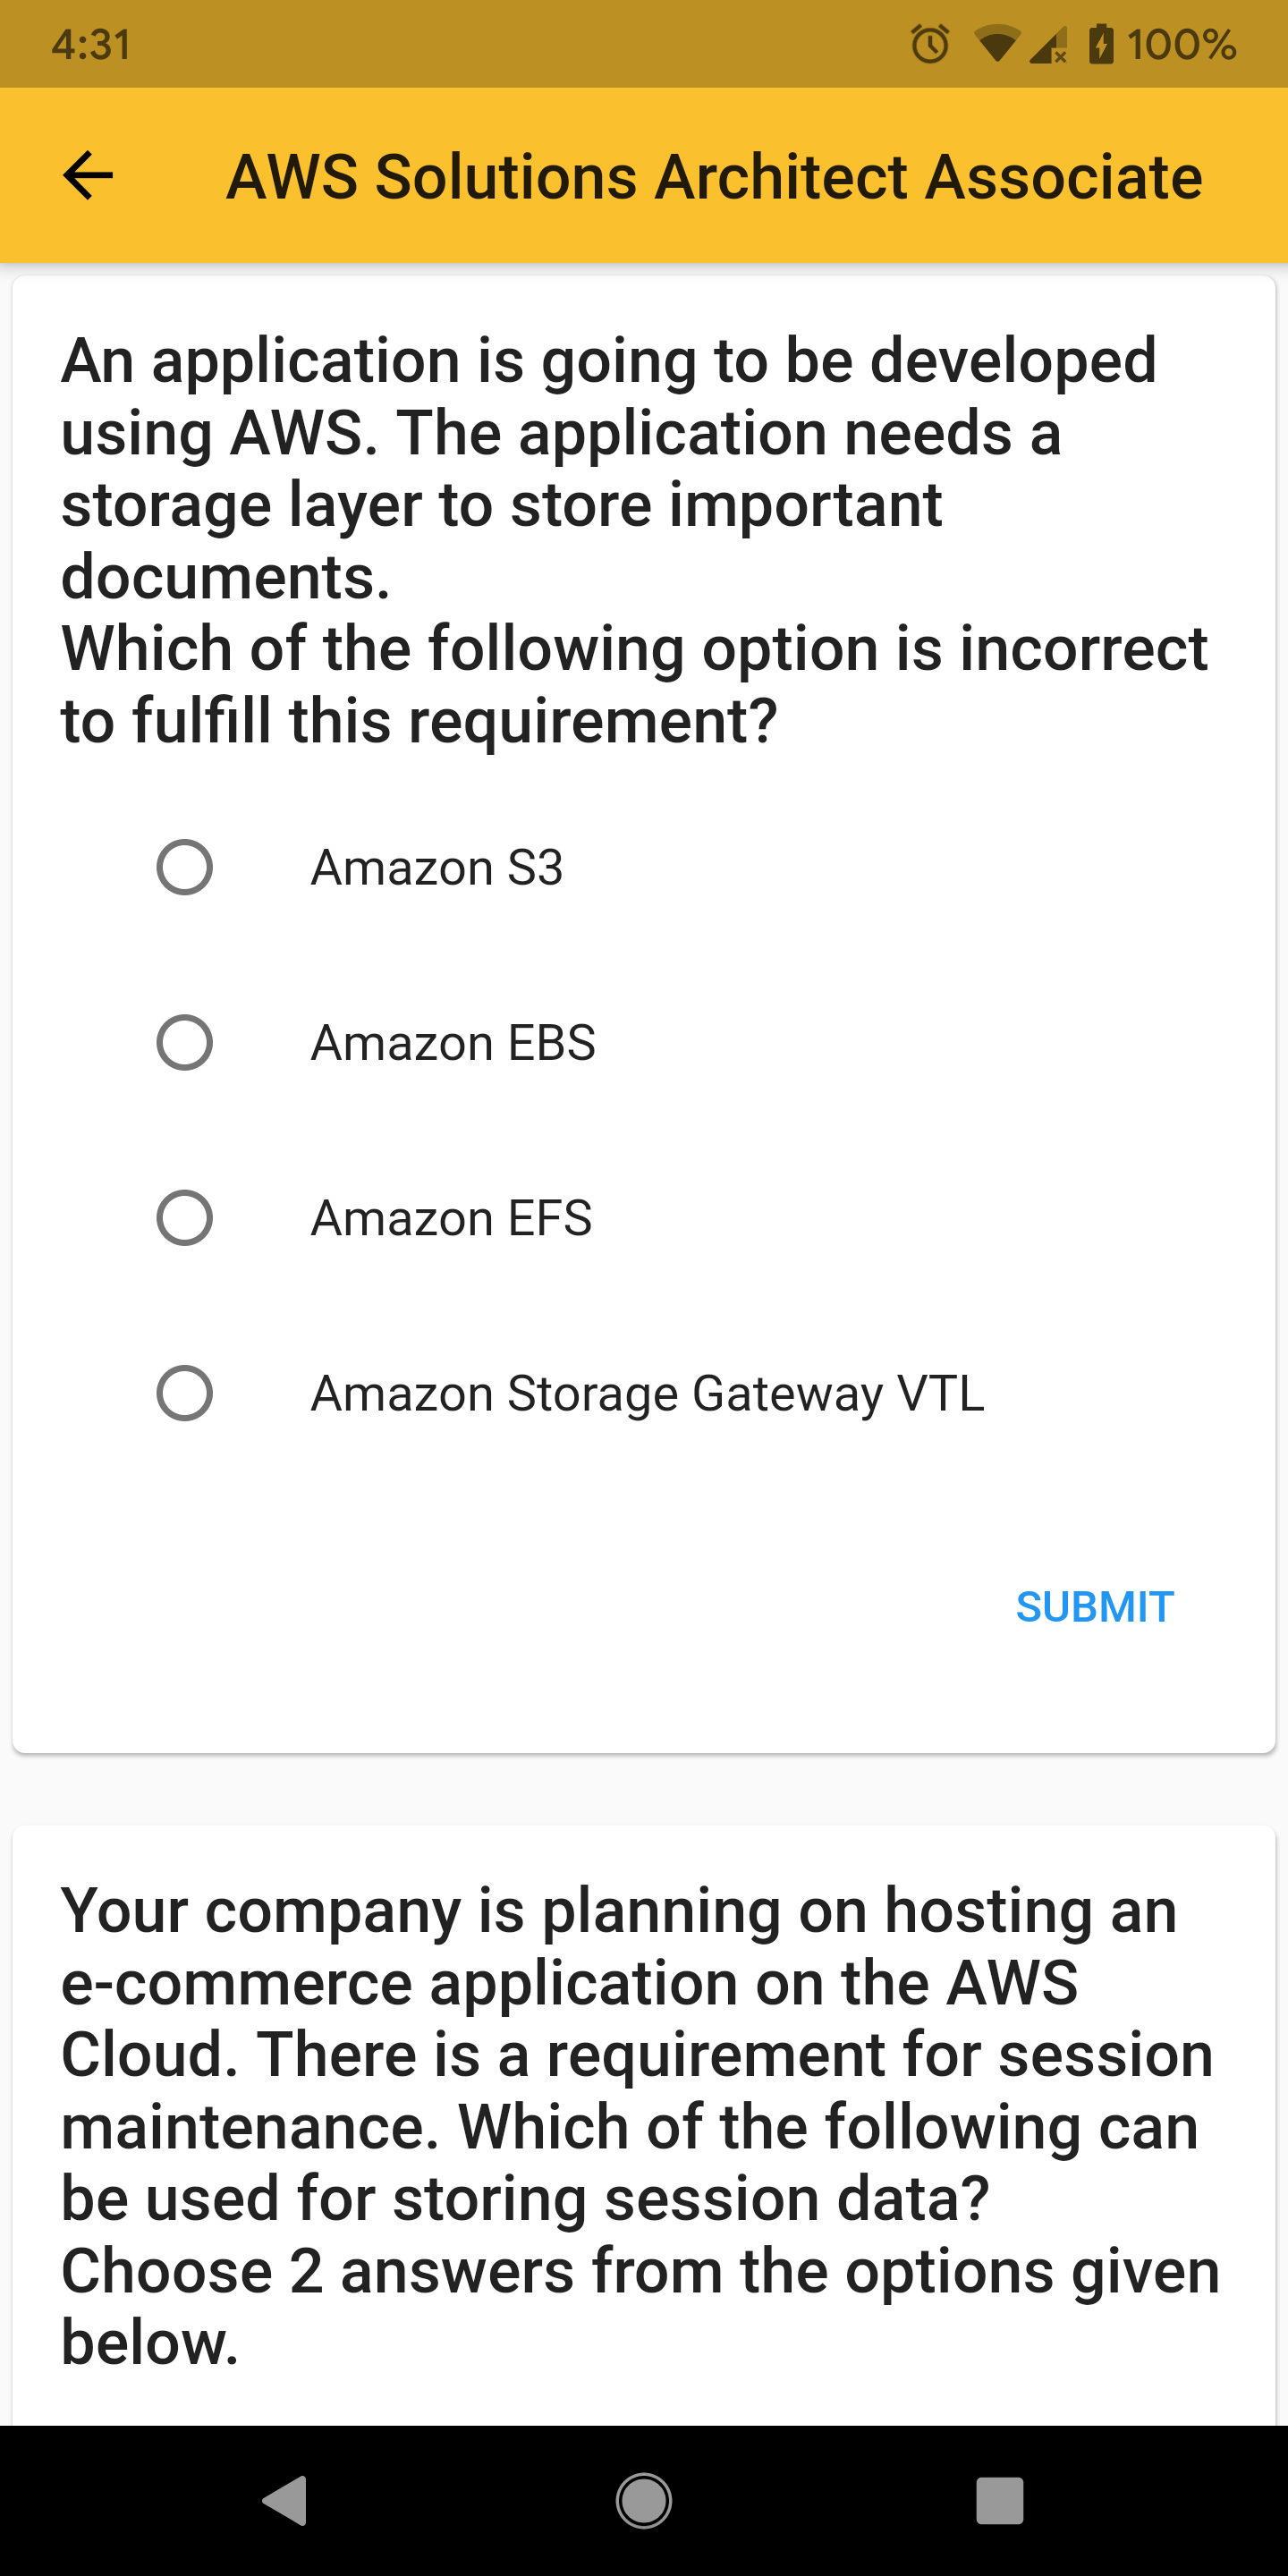 4:31
100%
AWS Solutions Architect Associate
An application is going to be developed
using AWS. The application needs a
storage layer to store important
documents.
Which of the following option is incorrect
to fulfill this requirement?
Amazon S3
Amazon EBS
Amazon EFS
Amazon Storage Gateway VTL
SUBMIT
Your company is planning on hosting an
e-commerce application on the AWS
Cloud. There is a requirement for session
maintenance. Which of the following can
be used for storing session data?
Choose 2 answers from the options given
below.